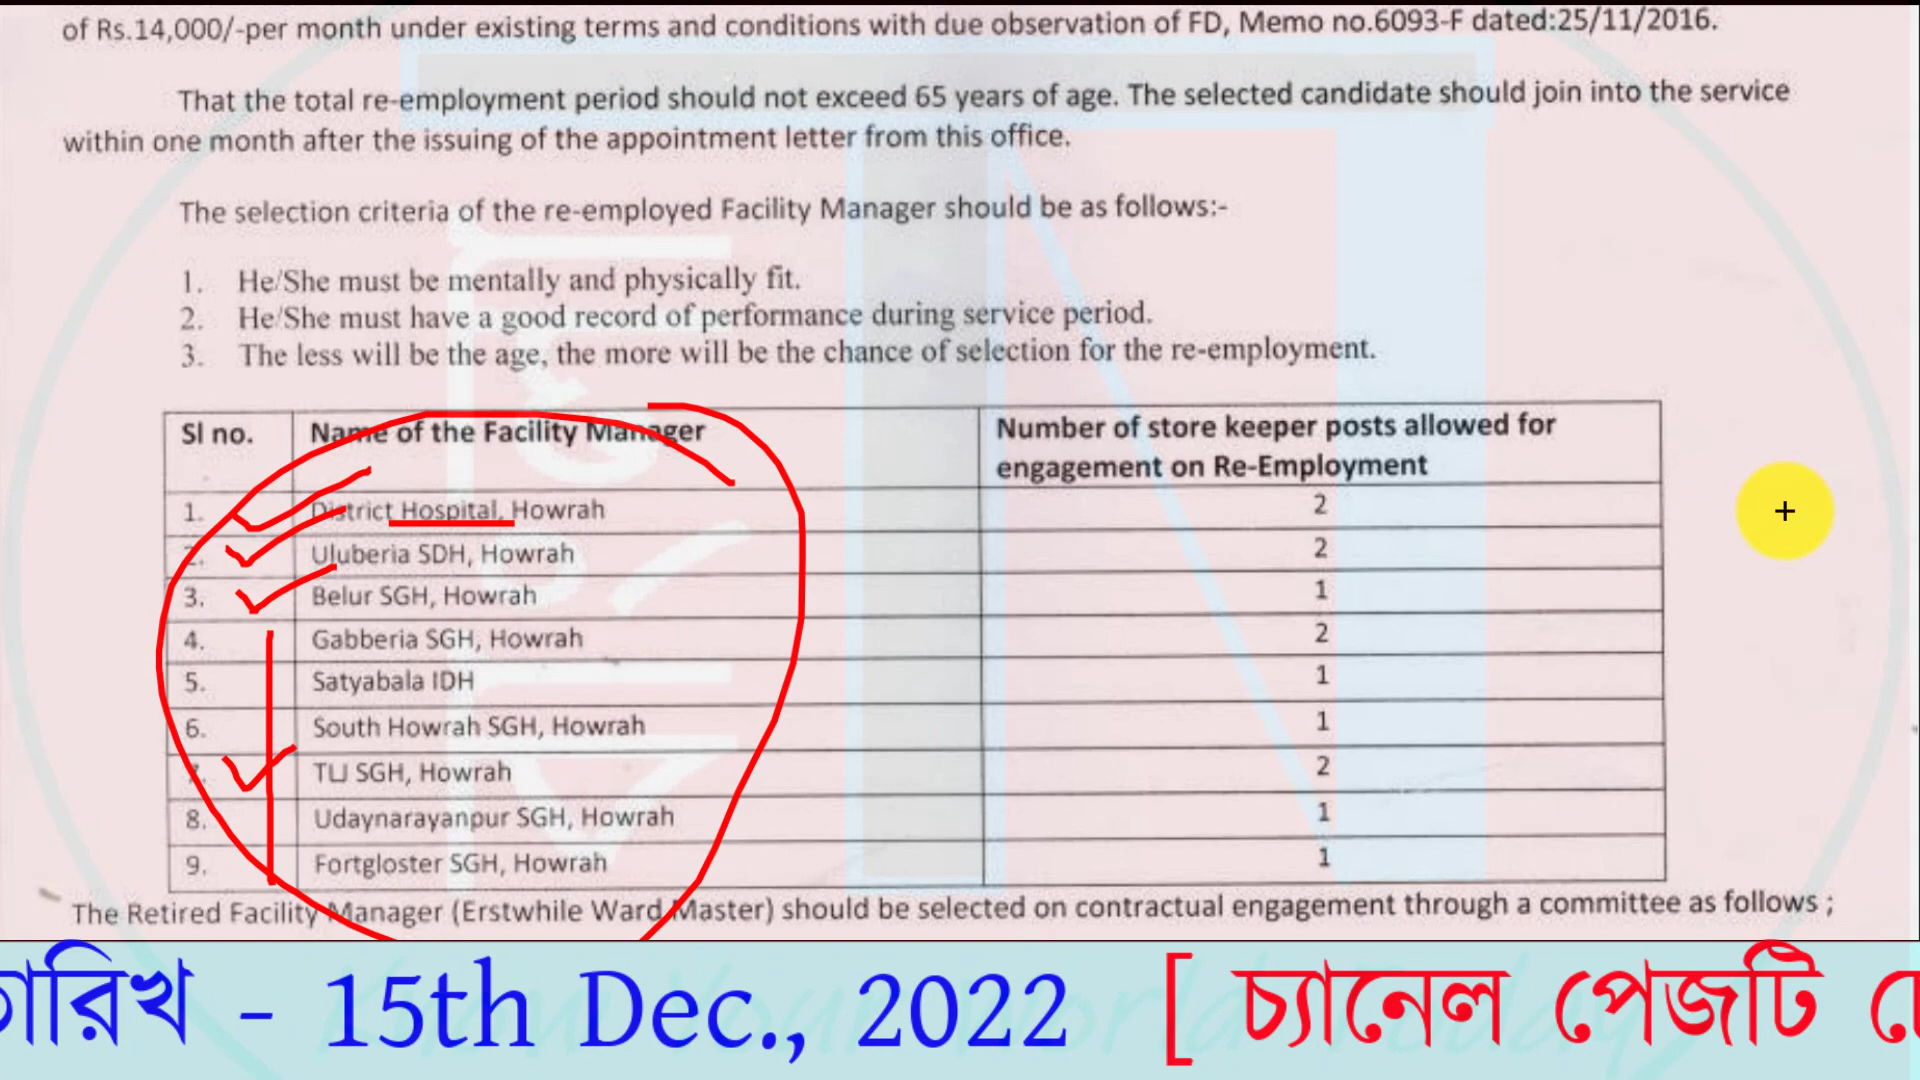 of Rs.14,000/-per month under existing terms and conditions with due observation of FD, Memo no.6093-F dated:25/11/2016.
That the total re-employment period should not exceed 65 years of age. The selected candidate should join into the service
within one month after the issuing of the appointment letter from this office.
The selection criteria of the re-employed Facility Manager should be as follows:-
1. He/She must be mentally and physically fit.
2. He/She must have a good record of performance during service period.
3. The less will be the age, the more will be the chance of selection for the re-employment.
Sl no. Name of the Facility Manager Number of store keeper posts allowed for
engagement on Re-Employment
1. District Hospital, Howrah 2
2. Uluberia SDH, Howrah 2
3. Belur SGH, Howrah 1
4. Gabberia SGH, Howrah 2
5. Satyabala IDH 1
6. South Howrah SGH, Howrah 1
7. TLJ SGH, Howrah 2
8. Udaynarayanpur SGH, Howrah 1
9. Fortgloster SGH, Howrah 1
The Retired Facility Manager (Erstwhile Ward Master) should be selected on contractual engagement through a committee as follows ;
তারিখ - 15th Dec., 2022 [ চ্যানেল পেজটি